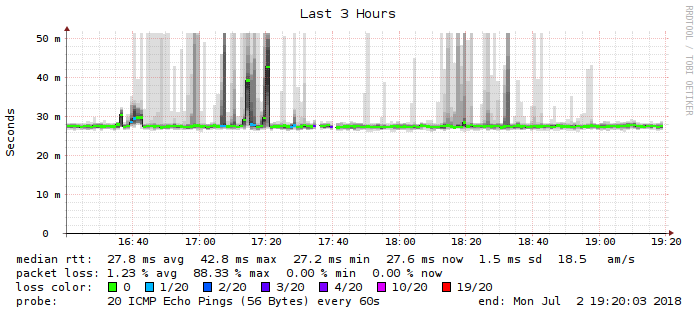 Last 3 Hours
RRDTOOL / TOBI OETIKER
Seconds
50 m
40 m
30 m
20 m
10 m
0
16:40 17:00 17:20 17:40 18:00 18:20 18:40 19:00 19:20
median rtt: 27.8 ms avg 42.8 ms max 27.2 ms min 27.6 ms now 1.5 ms sd 18.5 am/s
packet loss: 1.23 % avg 88.33 % max 0.00 % min 0.00 % now
loss color: 0 1/20 2/20 3/20 4/20 10/20 19/20
probe: 20 ICMP Echo Pings (56 Bytes) every 60s end: Mon Jul 2 19:20:03 2018